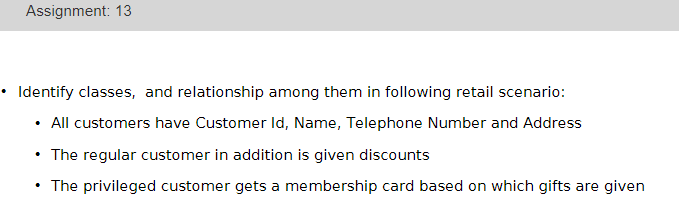 Assignment: 13
• Identify classes,  and relationship among them in following retail scenario:
• All customers have Customer Id, Name, Telephone Number and Address
• The regular customer in addition is given discounts
• The privileged customer gets a membership card based on which gifts are given